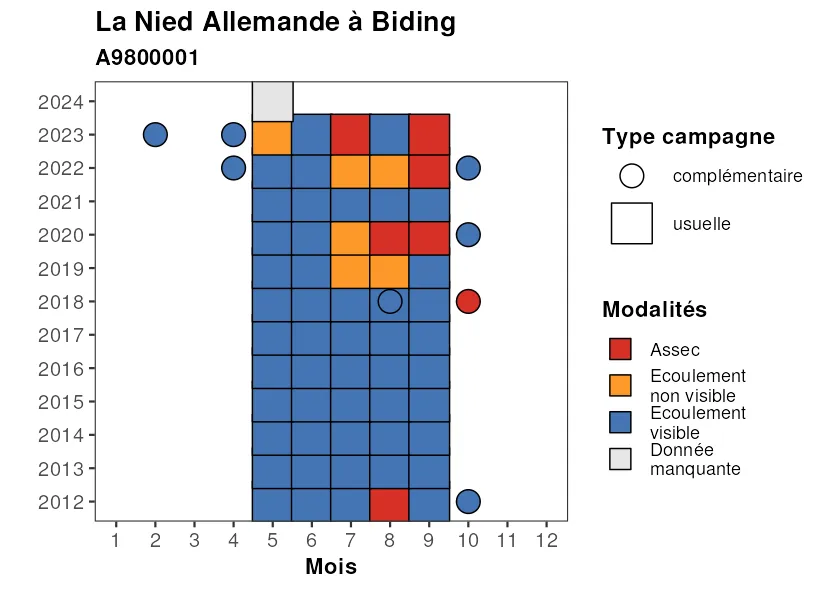 La Nied Allemande à Biding
A9800001
2024
2023
2022
2021
2020
2019
2018
2017
2016
2015
2014
2013
2012
1 2 3 4 5 6 7 8 9 10 11 12
Mois
Type campagne
complémentaire
usuelle
Modalités
Assec
Ecoulement
non visible
Ecoulement
visible
Donnée
manquante